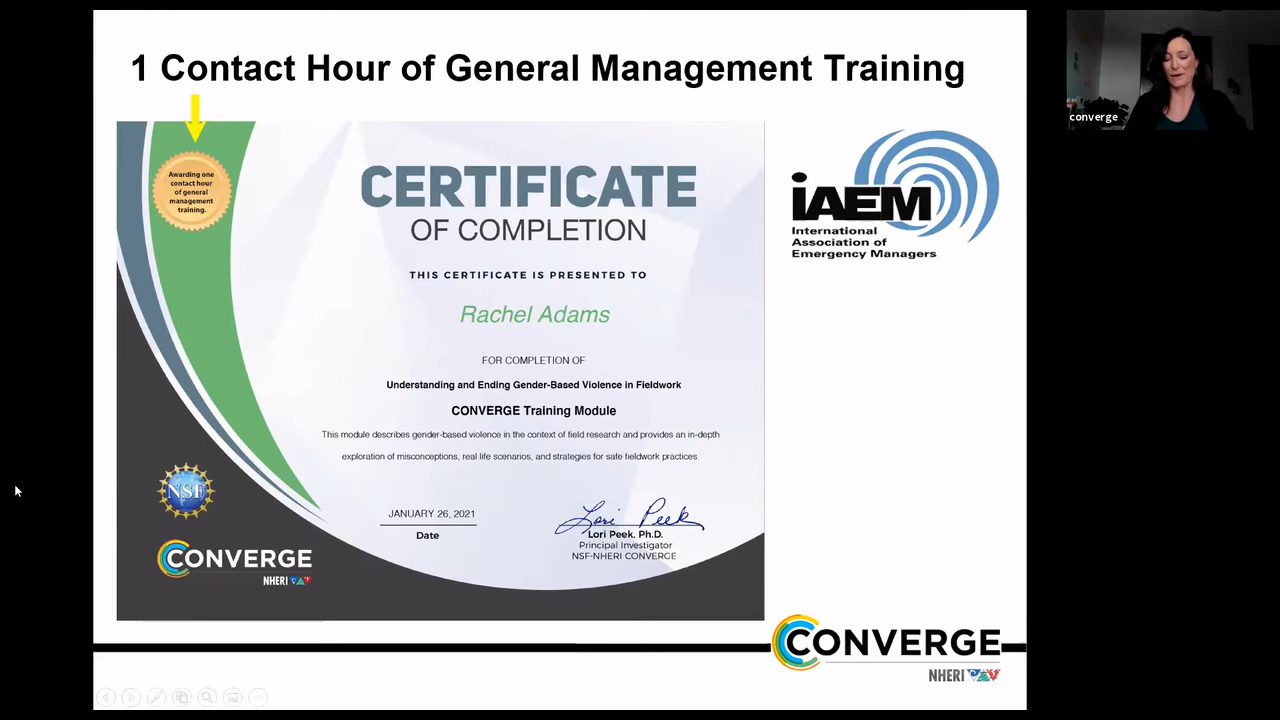 1 Contact Hour of General Management Training
converge
Awarding one
contact hour
of general
management
training.
CERTIFICATE
OF COMPLETION
THIS CERTIFICATE IS PRESENTED TO
Rachel Adams
FOR COMPLETION OF
Understanding and Ending Gender-Based Violence in Fieldwork
CONVERGE Training Module
This module describes gender-based violence in the context of field research and provides an in-depth
exploration of misconceptions, real life scenarios, and strategies for safe fieldwork practices.
JANUARY 26, 2021
Date
Lori Peek
Lori Peek, Ph.D.
Principal Investigator
NSF-NHERI CONVERGE
NSF
CONVERGE
NHERI
iAEM
International
Association of
Emergency Managers
CONVERGE
NHERI